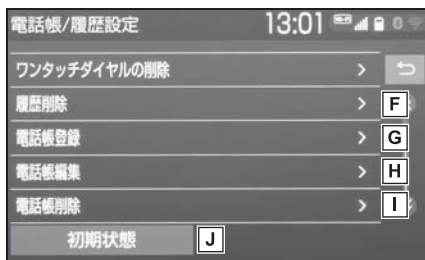 電話帳/履歴設定 13:01 0
ワンタッチダイヤルの削除 >
履歴削除 > F
電話帳登録 > G
電話帳編集 > H
電話帳削除 > I
初期状態 J